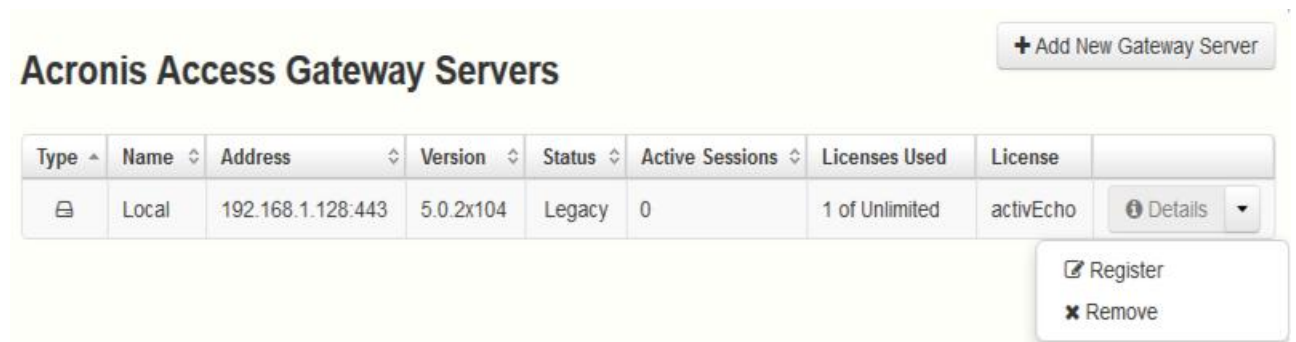 + Add New Gateway Server
Acronis Access Gateway Servers
Type Name Address Version Status Active Sessions Licenses Used License
Local 192.168.1.128:443 5.0.2x104 Legacy 0 1 of Unlimited activEcho Details
Register
Remove